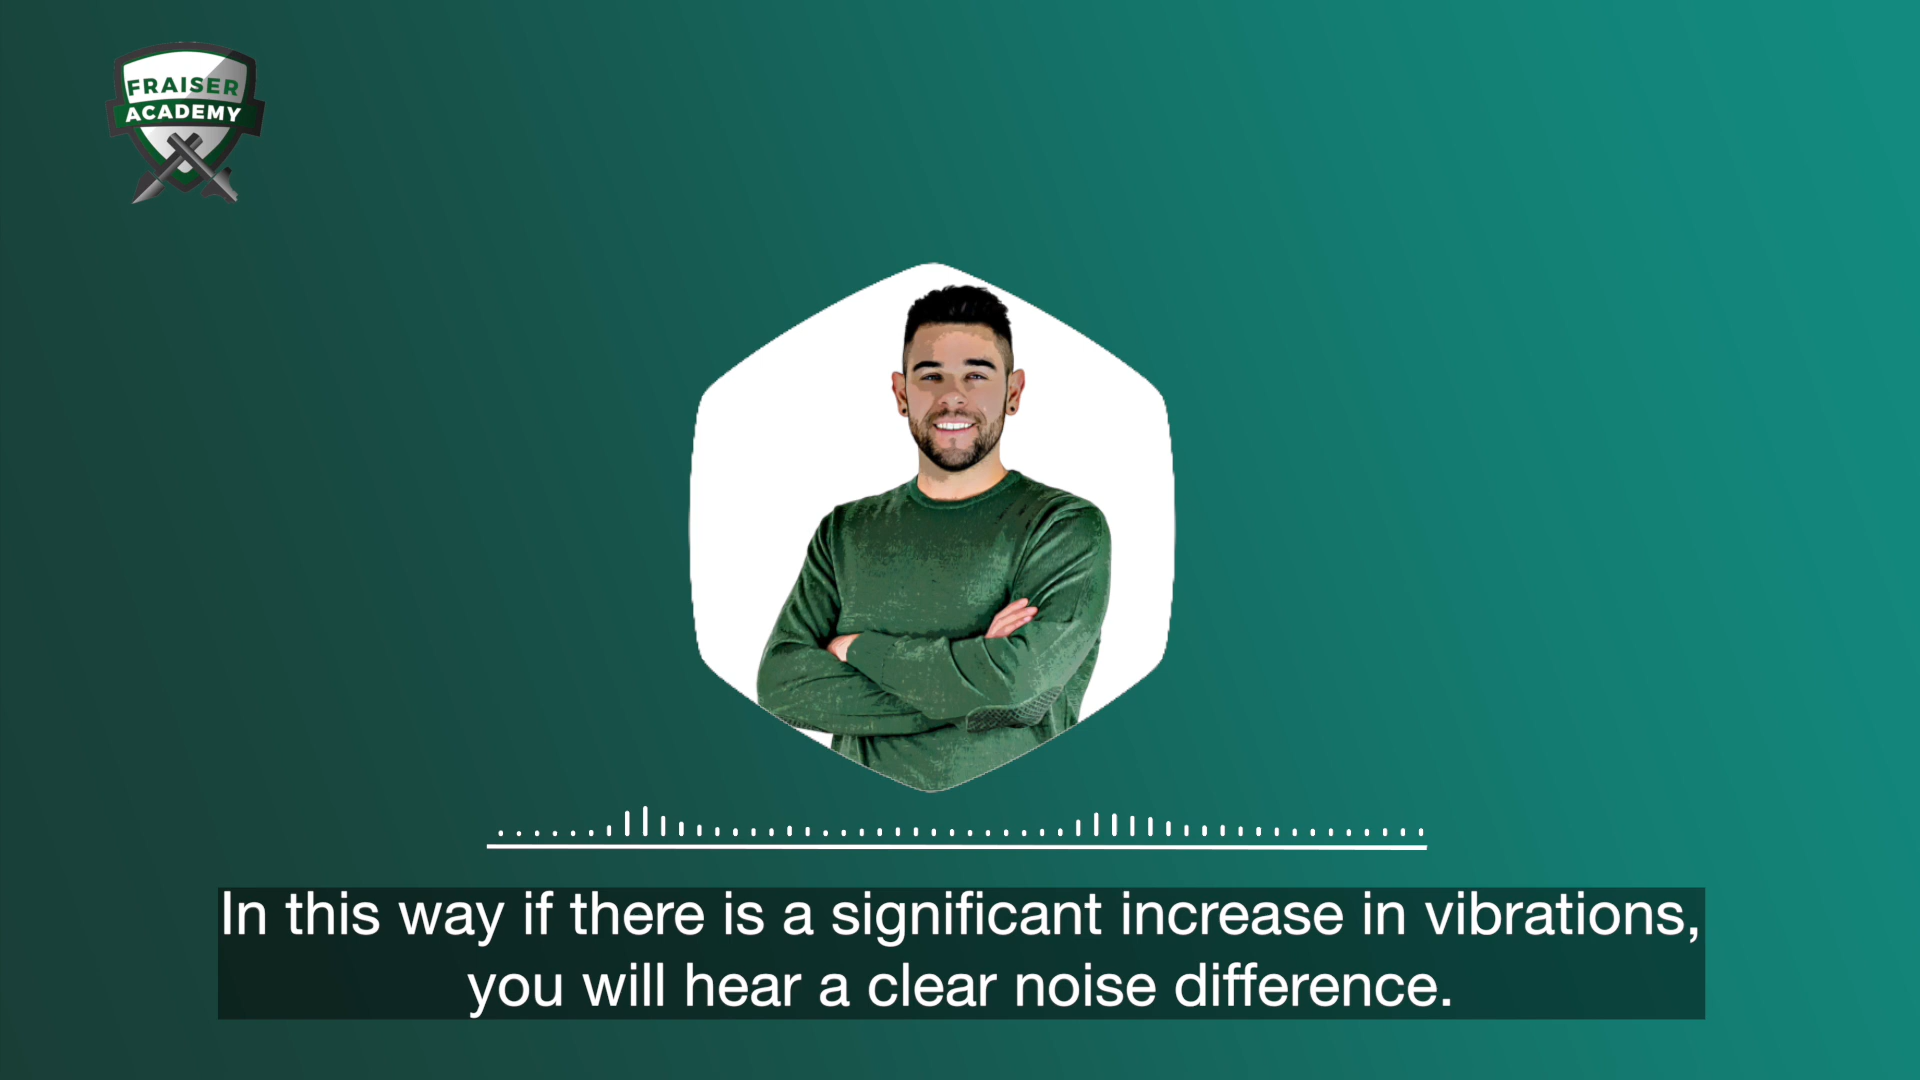 FRAISER
ACADEMY
In this way if there is a significant increase in vibrations,
you will hear a clear noise difference.